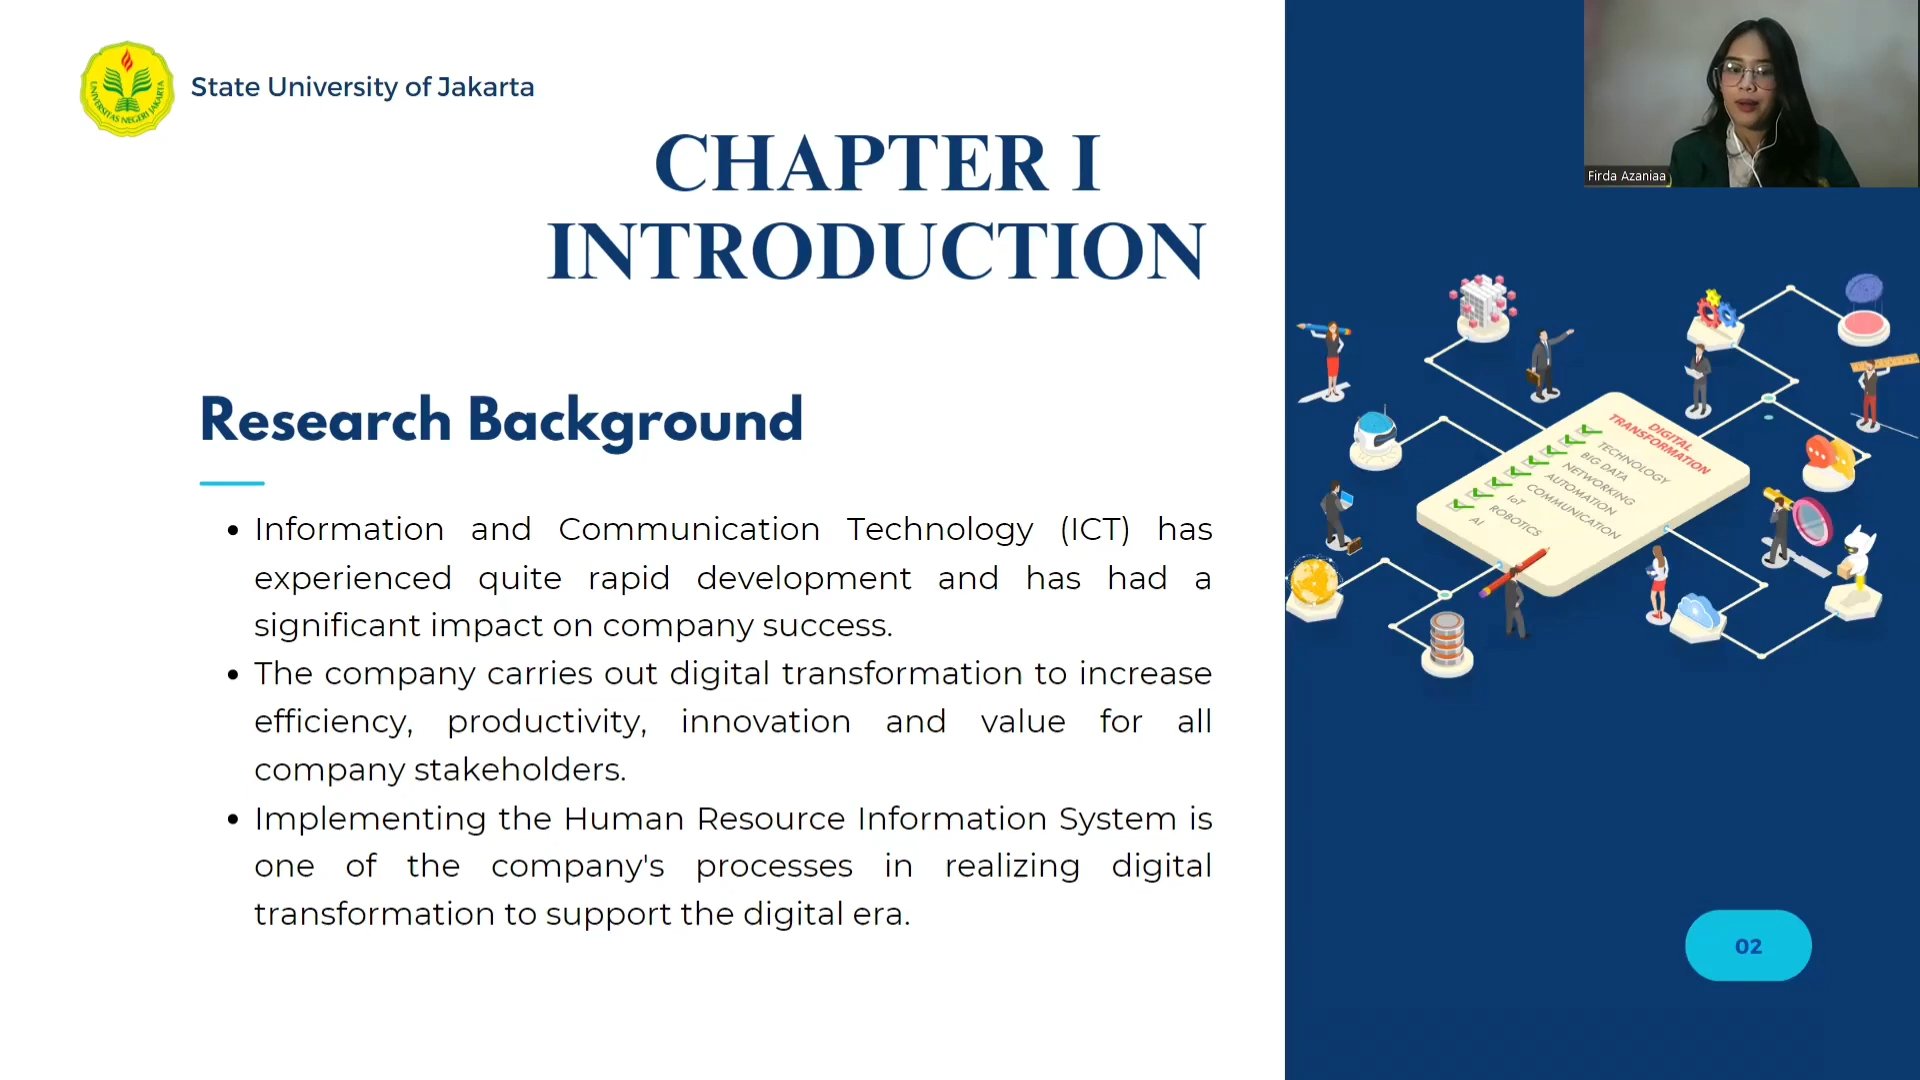 UNIVERSITAS NEGERI JAKARTA
State University of Jakarta
CHAPTER I
INTRODUCTION
Research Background
• Information and Communication Technology (ICT) has
experienced quite rapid development and has had a
significant impact on company success.
• The company carries out digital transformation to increase
efficiency, productivity, innovation and value for all
company stakeholders.
• Implementing the Human Resource Information System is
one of the company's processes in realizing digital
transformation to support the digital era.
Firda Azaniaa
DIGITAL
TRANSFORMATION
TECHNOLOGY
BIG DATA
NETWORKING
AUTOMATION
COMMUNICATION
IoT
ROBOTICS
AI
02